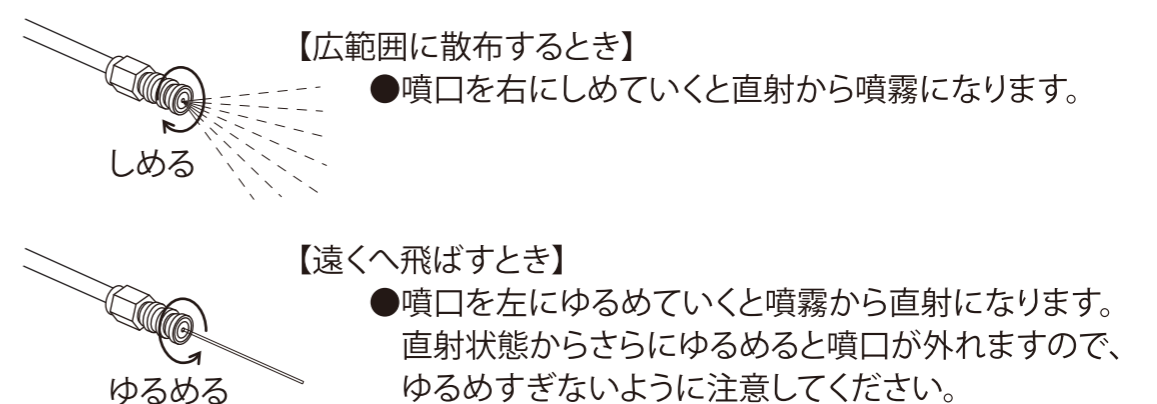 【広範囲に散布するとき】
●噴口を右にしめていくと直射から噴霧になります。
しめる
【遠くへ飛ばすとき】
●噴口を左にゆるめていくと噴霧から直射になります。
直射状態からさらにゆるめると噴口が外れますので、
ゆるめすぎないように注意してください。
ゆるめる